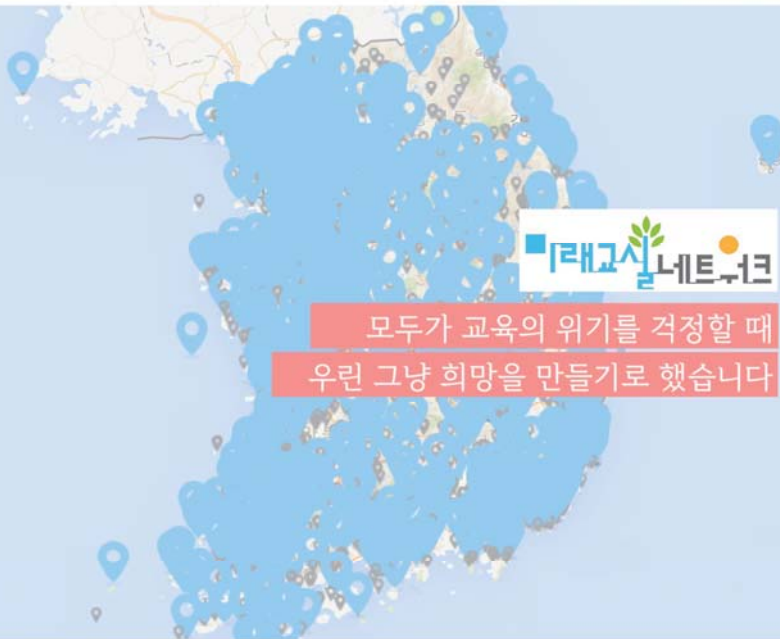 미래교실네트워크
모두가 교육의 위기를 걱정할 때
우린 그냥 희망을 만들기로 했습니다